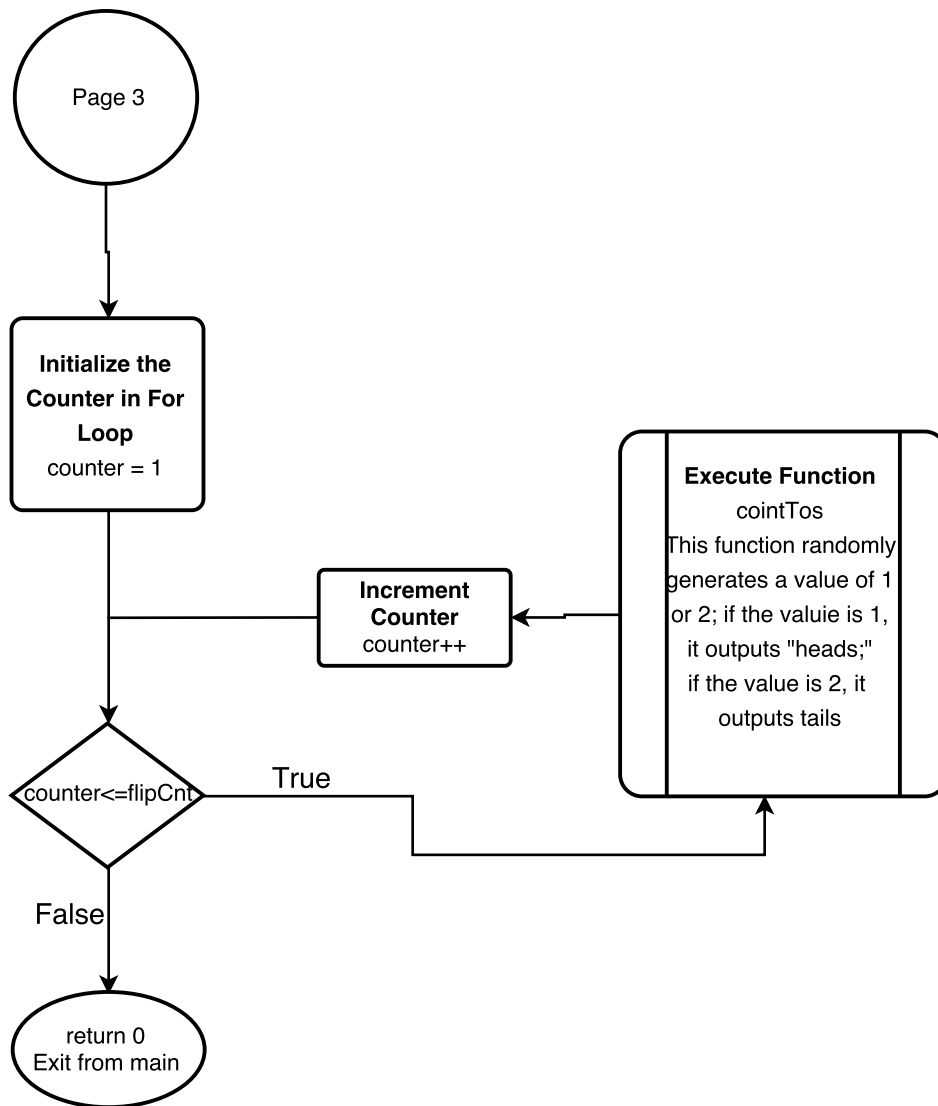 Page 3
Initialize the
Counter in For
Loop
counter = 1
Execute Function
cointTos
This function randomly
generates a value of 1
or 2; if the valuie is 1,
it outputs "heads;"
if the value is 2, it
outputs tails
Increment
Counter
counter++
counter<=flipCnt
True
False
return 0
Exit from main